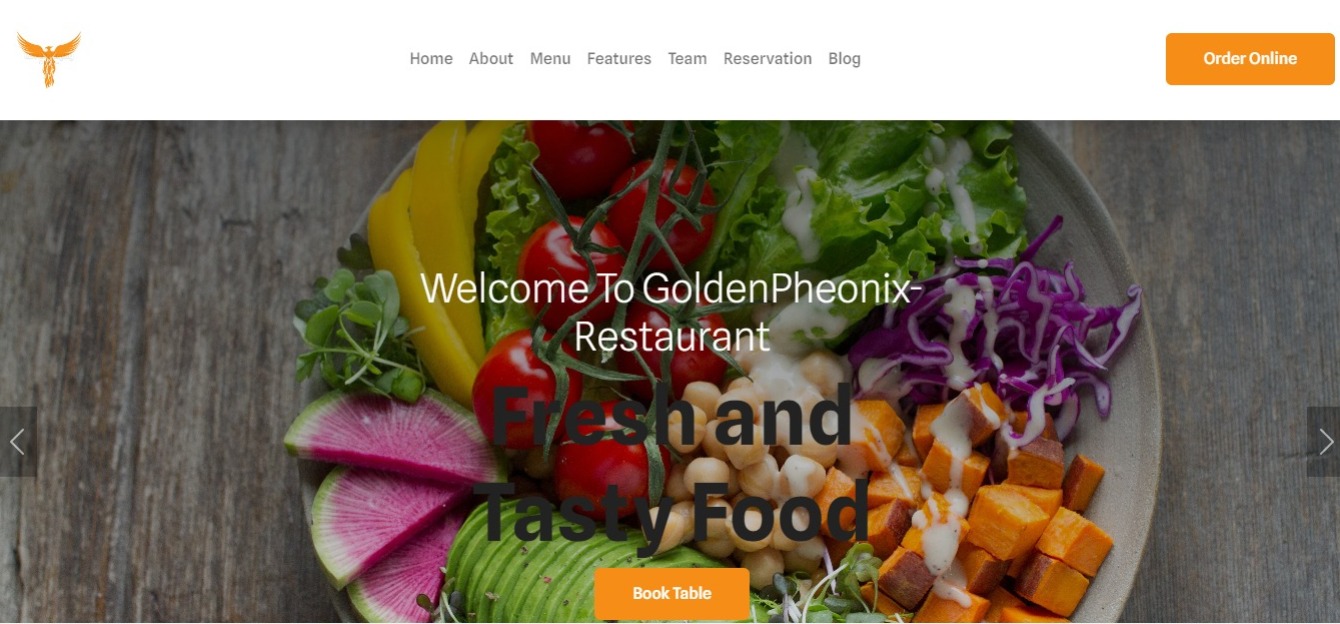 Home About Menu Features Team Reservation Blog Order Online
Welcome To GoldenPheonix-
Restaurant
Fresh and
Tasty Food
Book Table